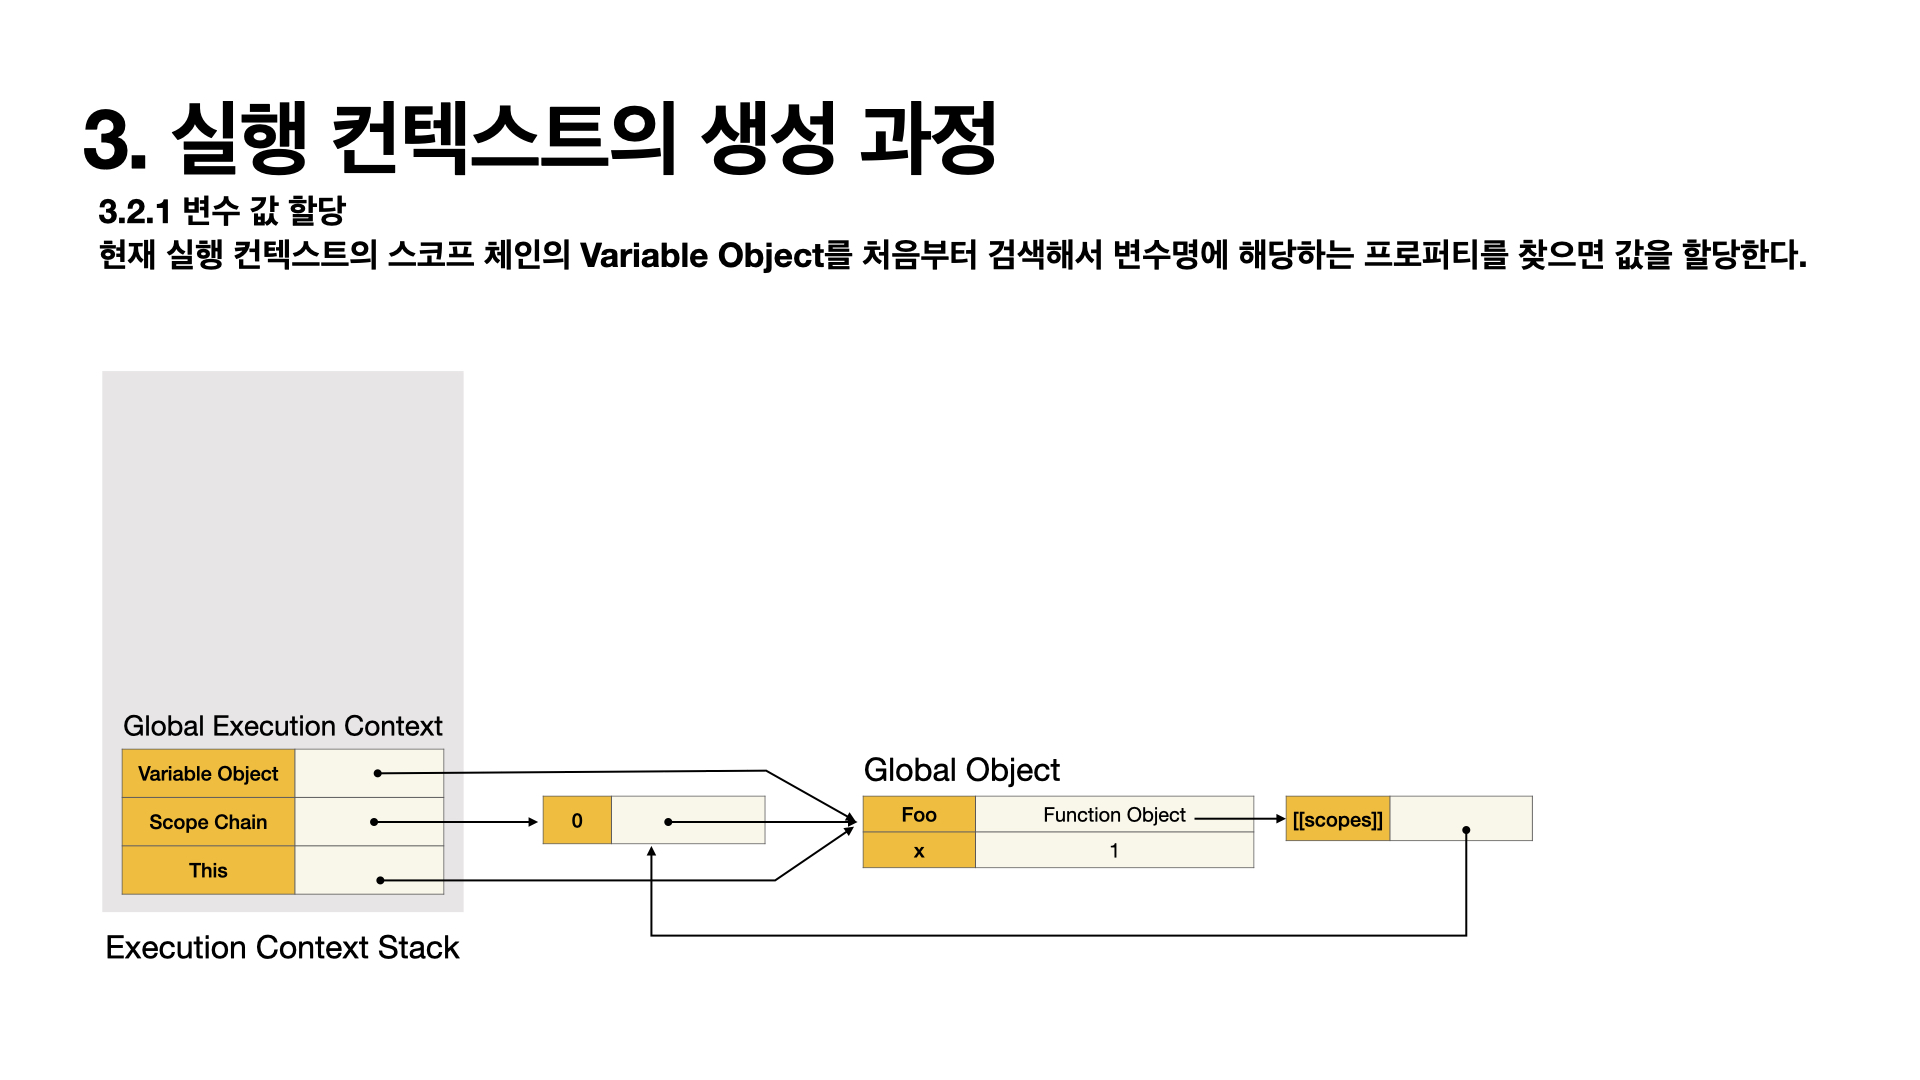 3. 실행 컨텍스트의 생성 과정
3.2.1 변수 값 할당
현재 실행 컨텍스트의 스코프 체인의 Variable Object를 처음부터 검색해서 변수명에 해당하는 프로퍼티를 찾으면 값을 할당한다.
Global Execution Context
Variable Object
Scope Chain
This
Execution Context Stack
0
Global Object
Foo Function Object
x 1
[[scopes]]